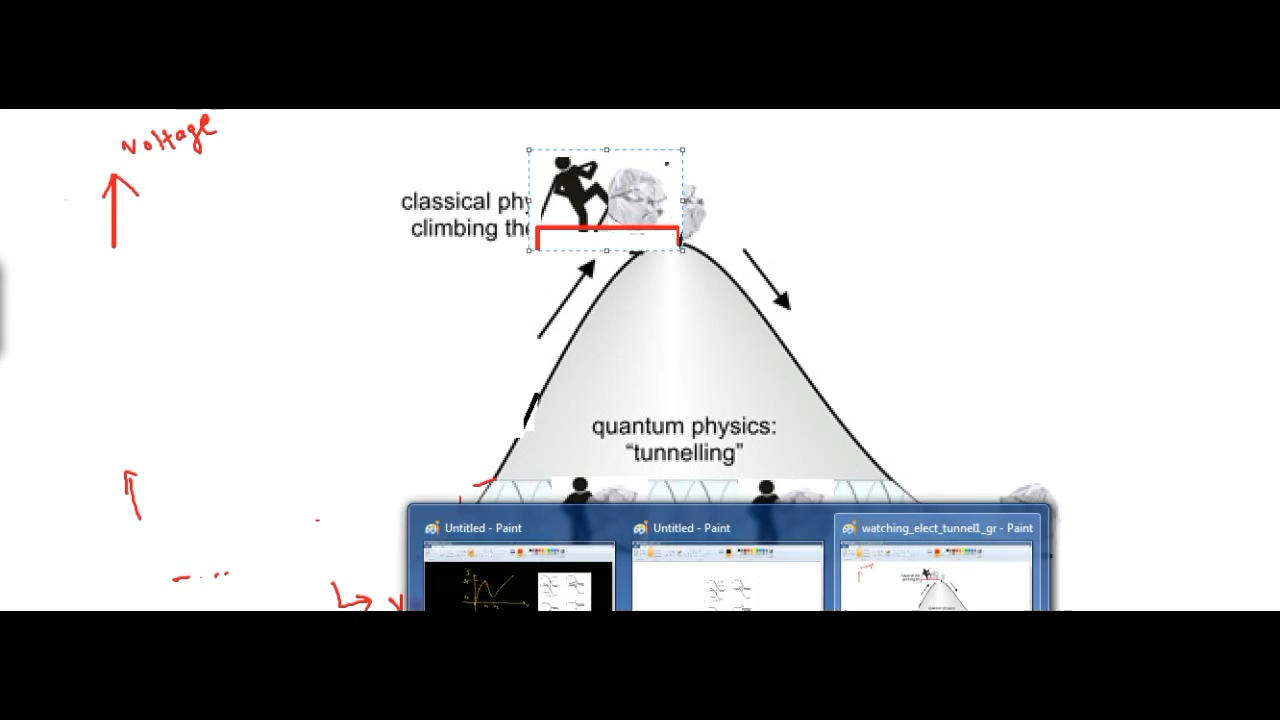 voltage
classical phy
climbing the
quantum physics:
“tunnelling”
Untitled - Paint
Untitled - Paint
watching_elect_tunnel1_gr - Paint